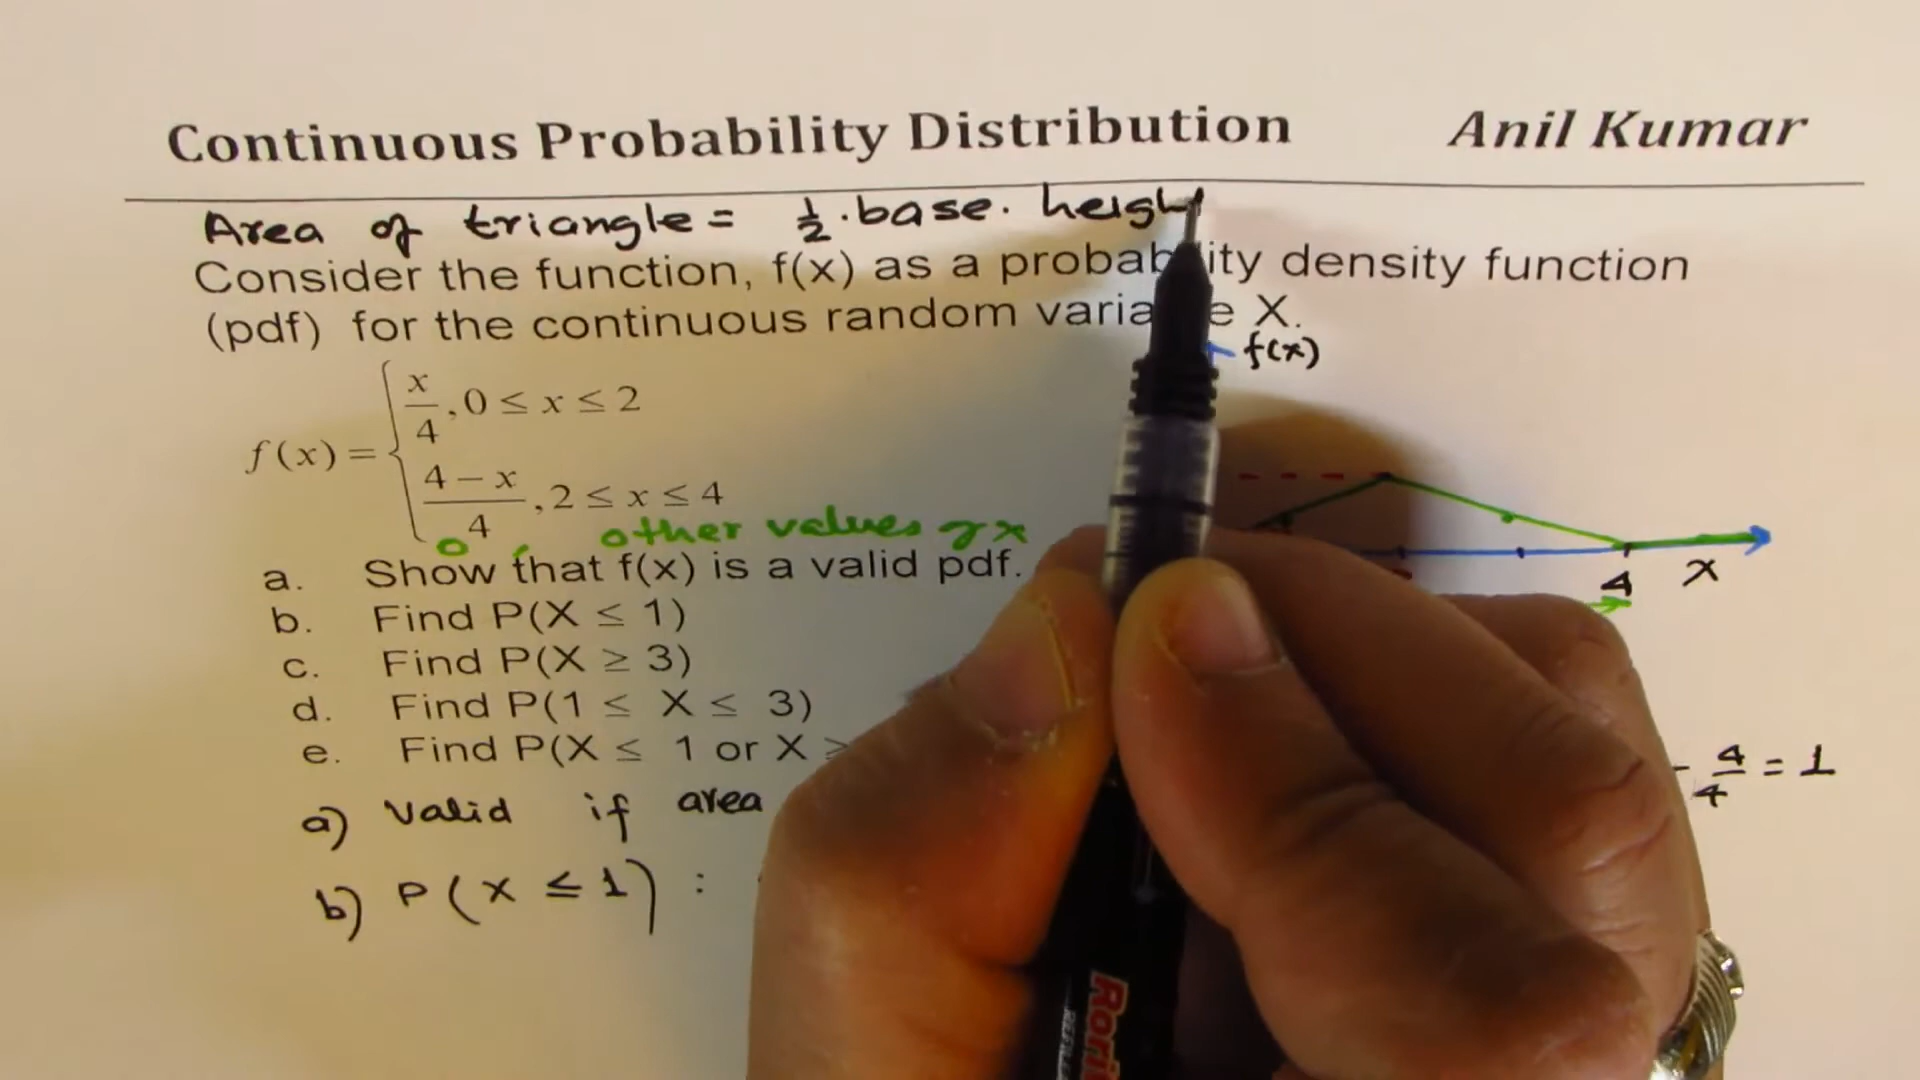 Continuous Probability Distribution Anil Kumar
Area of triangle = 1/2 . base . heigh
Consider the function, f(x) as a probability density function
(pdf) for the continuous random varia e X.
f(x)
f(x) = { x/4 , 0 ≤ x ≤ 2
4 − x/4 , 2 ≤ x ≤ 4
0 , other values of x
4 x
a. Show that f(x) is a valid pdf.
b. Find P(X ≤ 1)
c. Find P(X ≥ 3)
d. Find P(1 ≤ X ≤ 3)
e. Find P(X ≤ 1 or X ≥
a) Valid if area
4/4 = 1
b) P(X ≤ 1) :